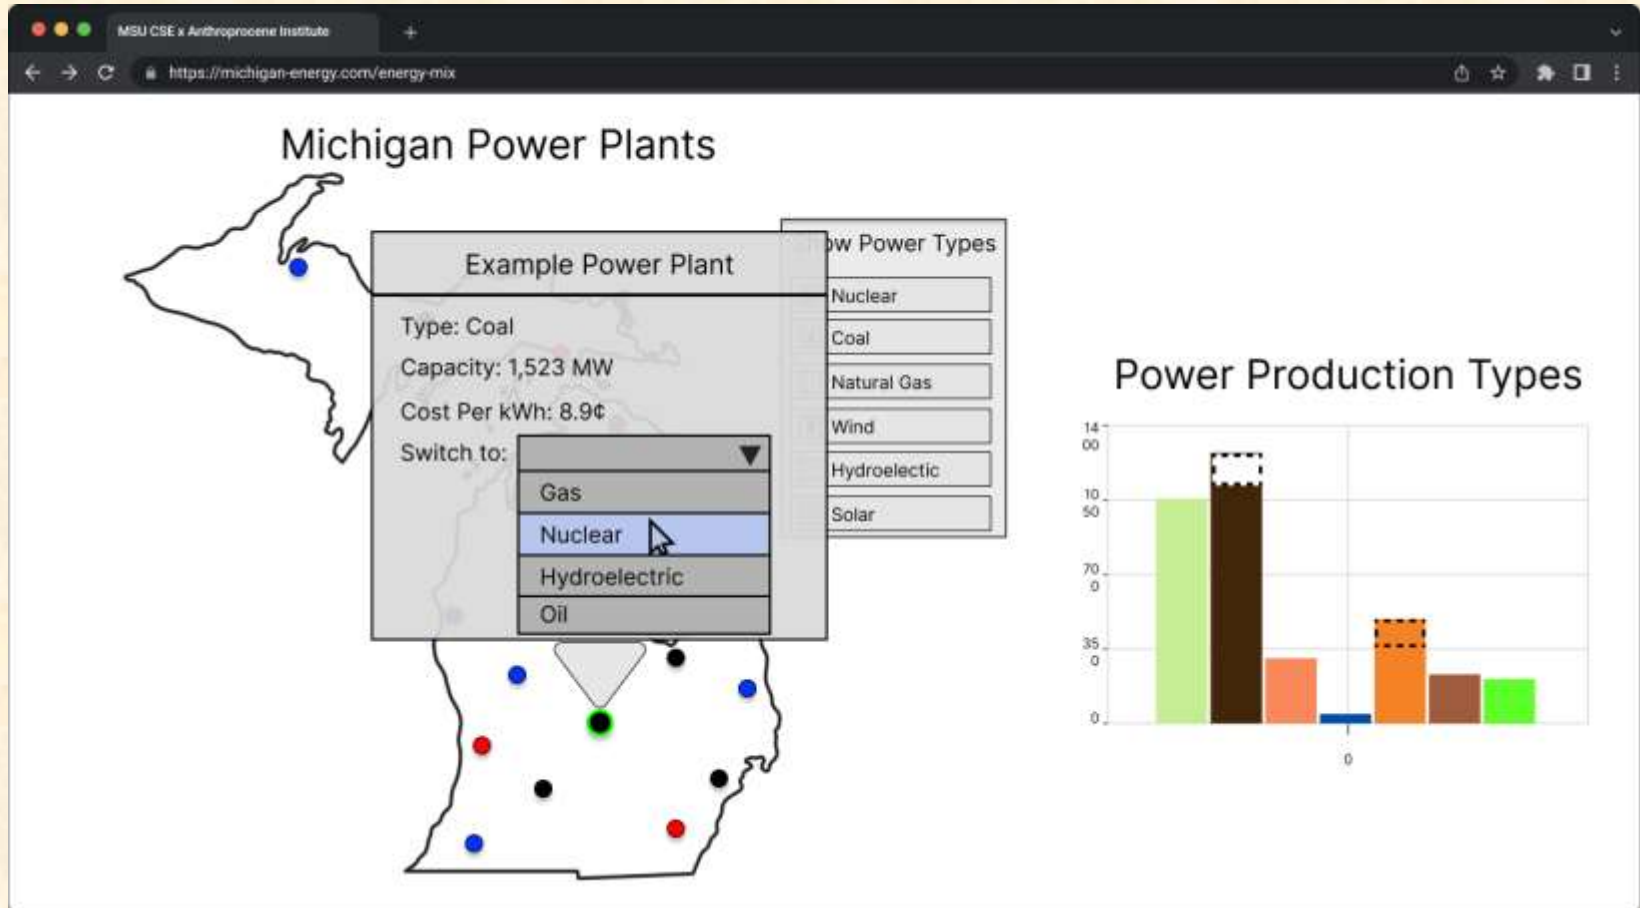 MSU CSE x Anthroprocene Institute
https://michigan-energy.com/energy-mix
Michigan Power Plants
Example Power Plant
Type: Coal
Capacity: 1,523 MW
Cost Per kWh: 8.9¢
Switch to:
Gas
Nuclear
Hydroelectric
Oil
Power Types
Nuclear
Coal
Natural Gas
Wind
Hydroelectic
Solar
Power Production Types
14
00
10
50
70
0
35
0
0
0